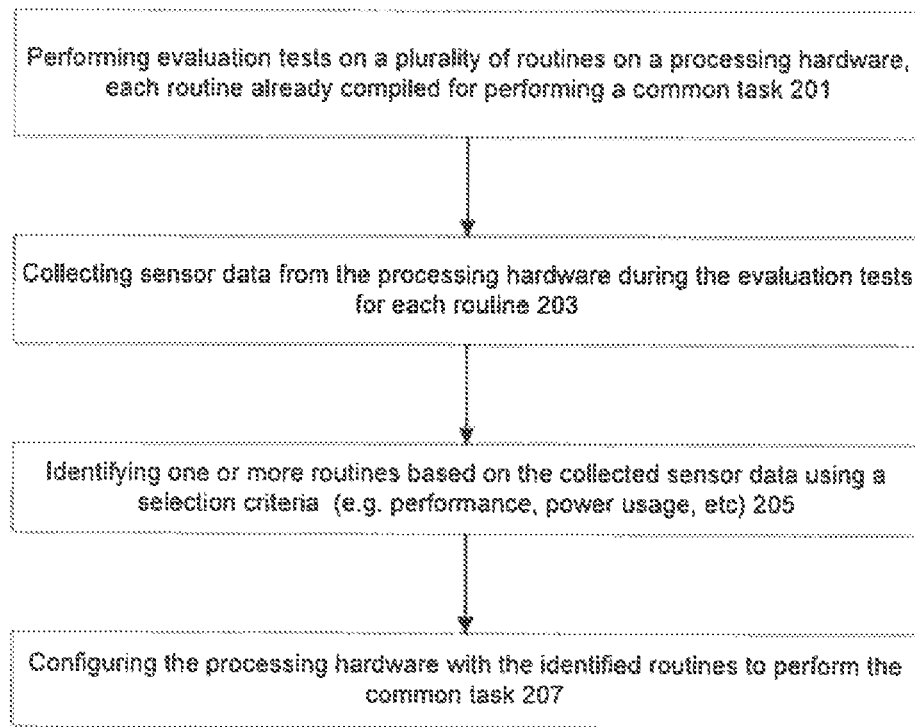 Performing evaluation tests on a plurality of routines on a processing hardware,
each routine already compiled for performing a common task 201
Collecting sensor data from the processing hardware during the evaluation tests
for each routine 203
Identifying one or more routines based on the collected sensor data using a
selection criteria (e.g. performance, power usage, etc) 205
Configuring the processing hardware with the identified routines to perform the
common task 207